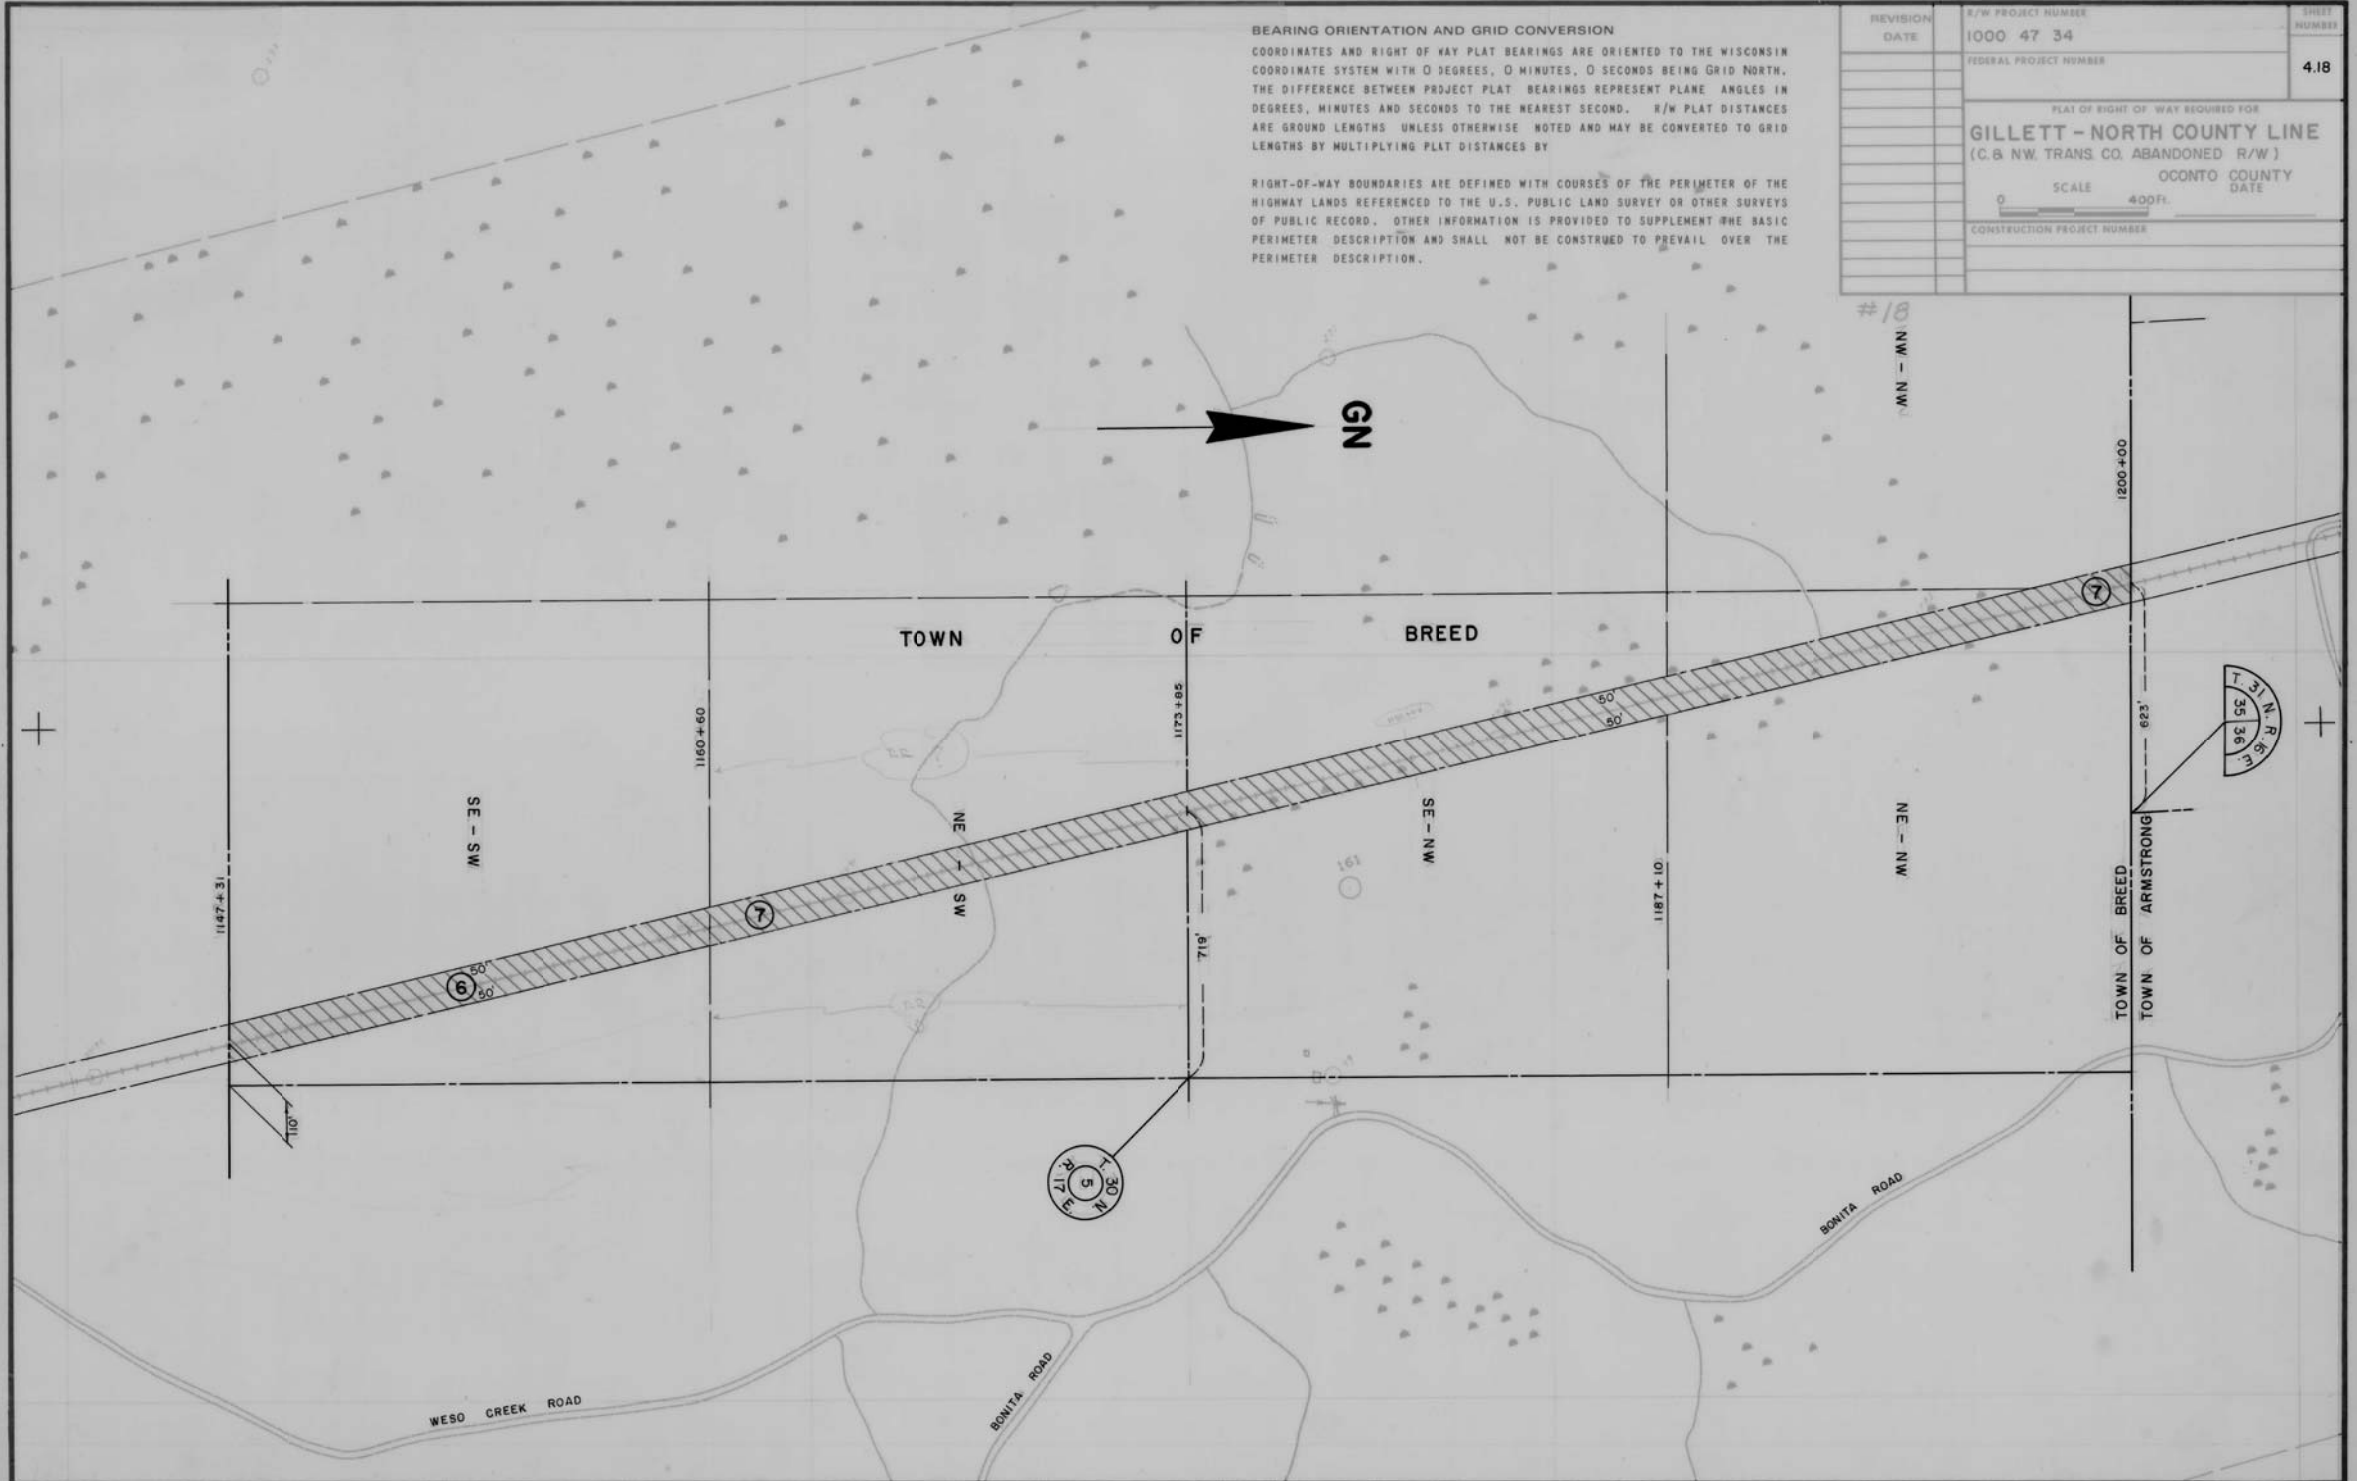 BEARING ORIENTATION AND GRID CONVERSION
COORDINATES AND RIGHT OF WAY PLAT BEARINGS ARE ORIENTED TO THE WISCONSIN
COORDINATE SYSTEM WITH 0 DEGREES, 0 MINUTES, 0 SECONDS BEING GRID NORTH.
THE DIFFERENCE BETWEEN PROJECT PLAT BEARINGS REPRESENT PLANE ANGLES IN
DEGREES, MINUTES AND SECONDS TO THE NEAREST SECOND. R/W PLAT DISTANCES
ARE GROUND LENGTHS UNLESS OTHERWISE NOTED AND MAY BE CONVERTED TO GRID
LENGTHS BY MULTIPLYING PLAT DISTANCES BY
RIGHT-OF-WAY BOUNDARIES ARE DEFINED WITH COURSES OF THE PERIMETER OF THE
HIGHWAY LANDS REFERENCED TO THE U.S. PUBLIC LAND SURVEY OR OTHER SURVEYS
OF PUBLIC RECORD. OTHER INFORMATION IS PROVIDED TO SUPPLEMENT THE BASIC
PERIMETER DESCRIPTION AND SHALL NOT BE CONSTRUED TO PREVAIL OVER THE
PERIMETER DESCRIPTION.
REVISION
DATE
R/W PROJECT NUMBER
1000 47 34
SHEET
NUMBER
4.18
FEDERAL PROJECT NUMBER
PLAT OF RIGHT OF WAY REQUIRED FOR
GILLETT - NORTH COUNTY LINE
(C. & NW. TRANS. CO. ABANDONED R/W)
OCONTO COUNTY
SCALE
DATE
0 400 Ft.
CONSTRUCTION PROJECT NUMBER
#18
NW - NW
GN
1200+00
TOWN OF BREED
7
1173+85
1160+60
50'
50'
623'
T. 31 N. R. 16 E.
35 36
SE - SW
NE - SW
SE - NW
NE - NW
161
1147+31
7
719'
1187+10
TOWN OF BREED
TOWN OF ARMSTRONG
6
50'
50'
110'
T. 30 N
R. 17 E.
5
BONITA ROAD
BONITA ROAD
WESO CREEK ROAD